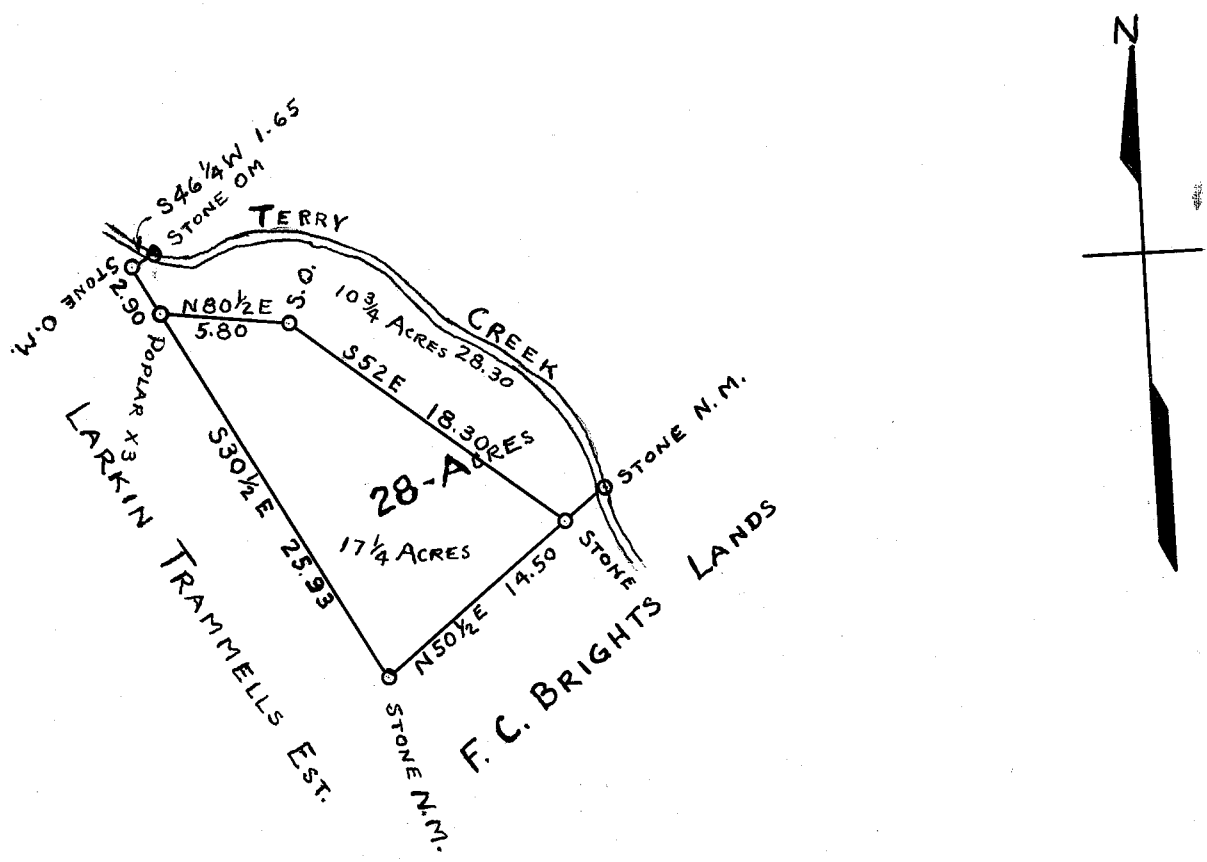 N
S46¼W 1.65
STONE OM
TERRY
CREEK
STONE O.M.
2.90
N80½E
5.80
S.O.
10¾ ACRES 28.30
S52E
18.30
POPLAR X3
S30½E
25.93
28-ACRES
17¼ ACRES
STONE N.M.
STONE
N50½E
14.50
LARKIN TRAMMELLS EST.
F. C. BRIGHTS LANDS
STONE N.M.